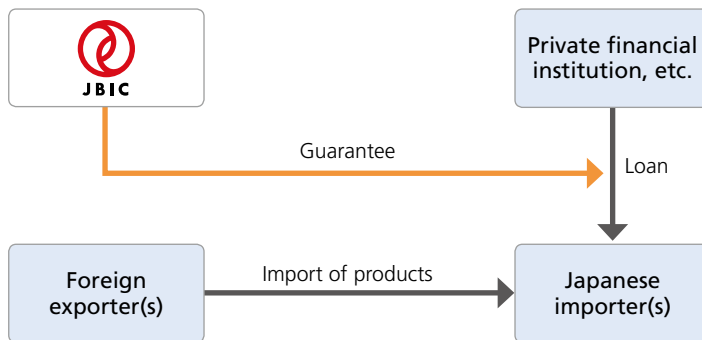 JBIC
Private financial
institution, etc.
Guarantee
Loan
Foreign
exporter(s)
Import of products
Japanese
importer(s)